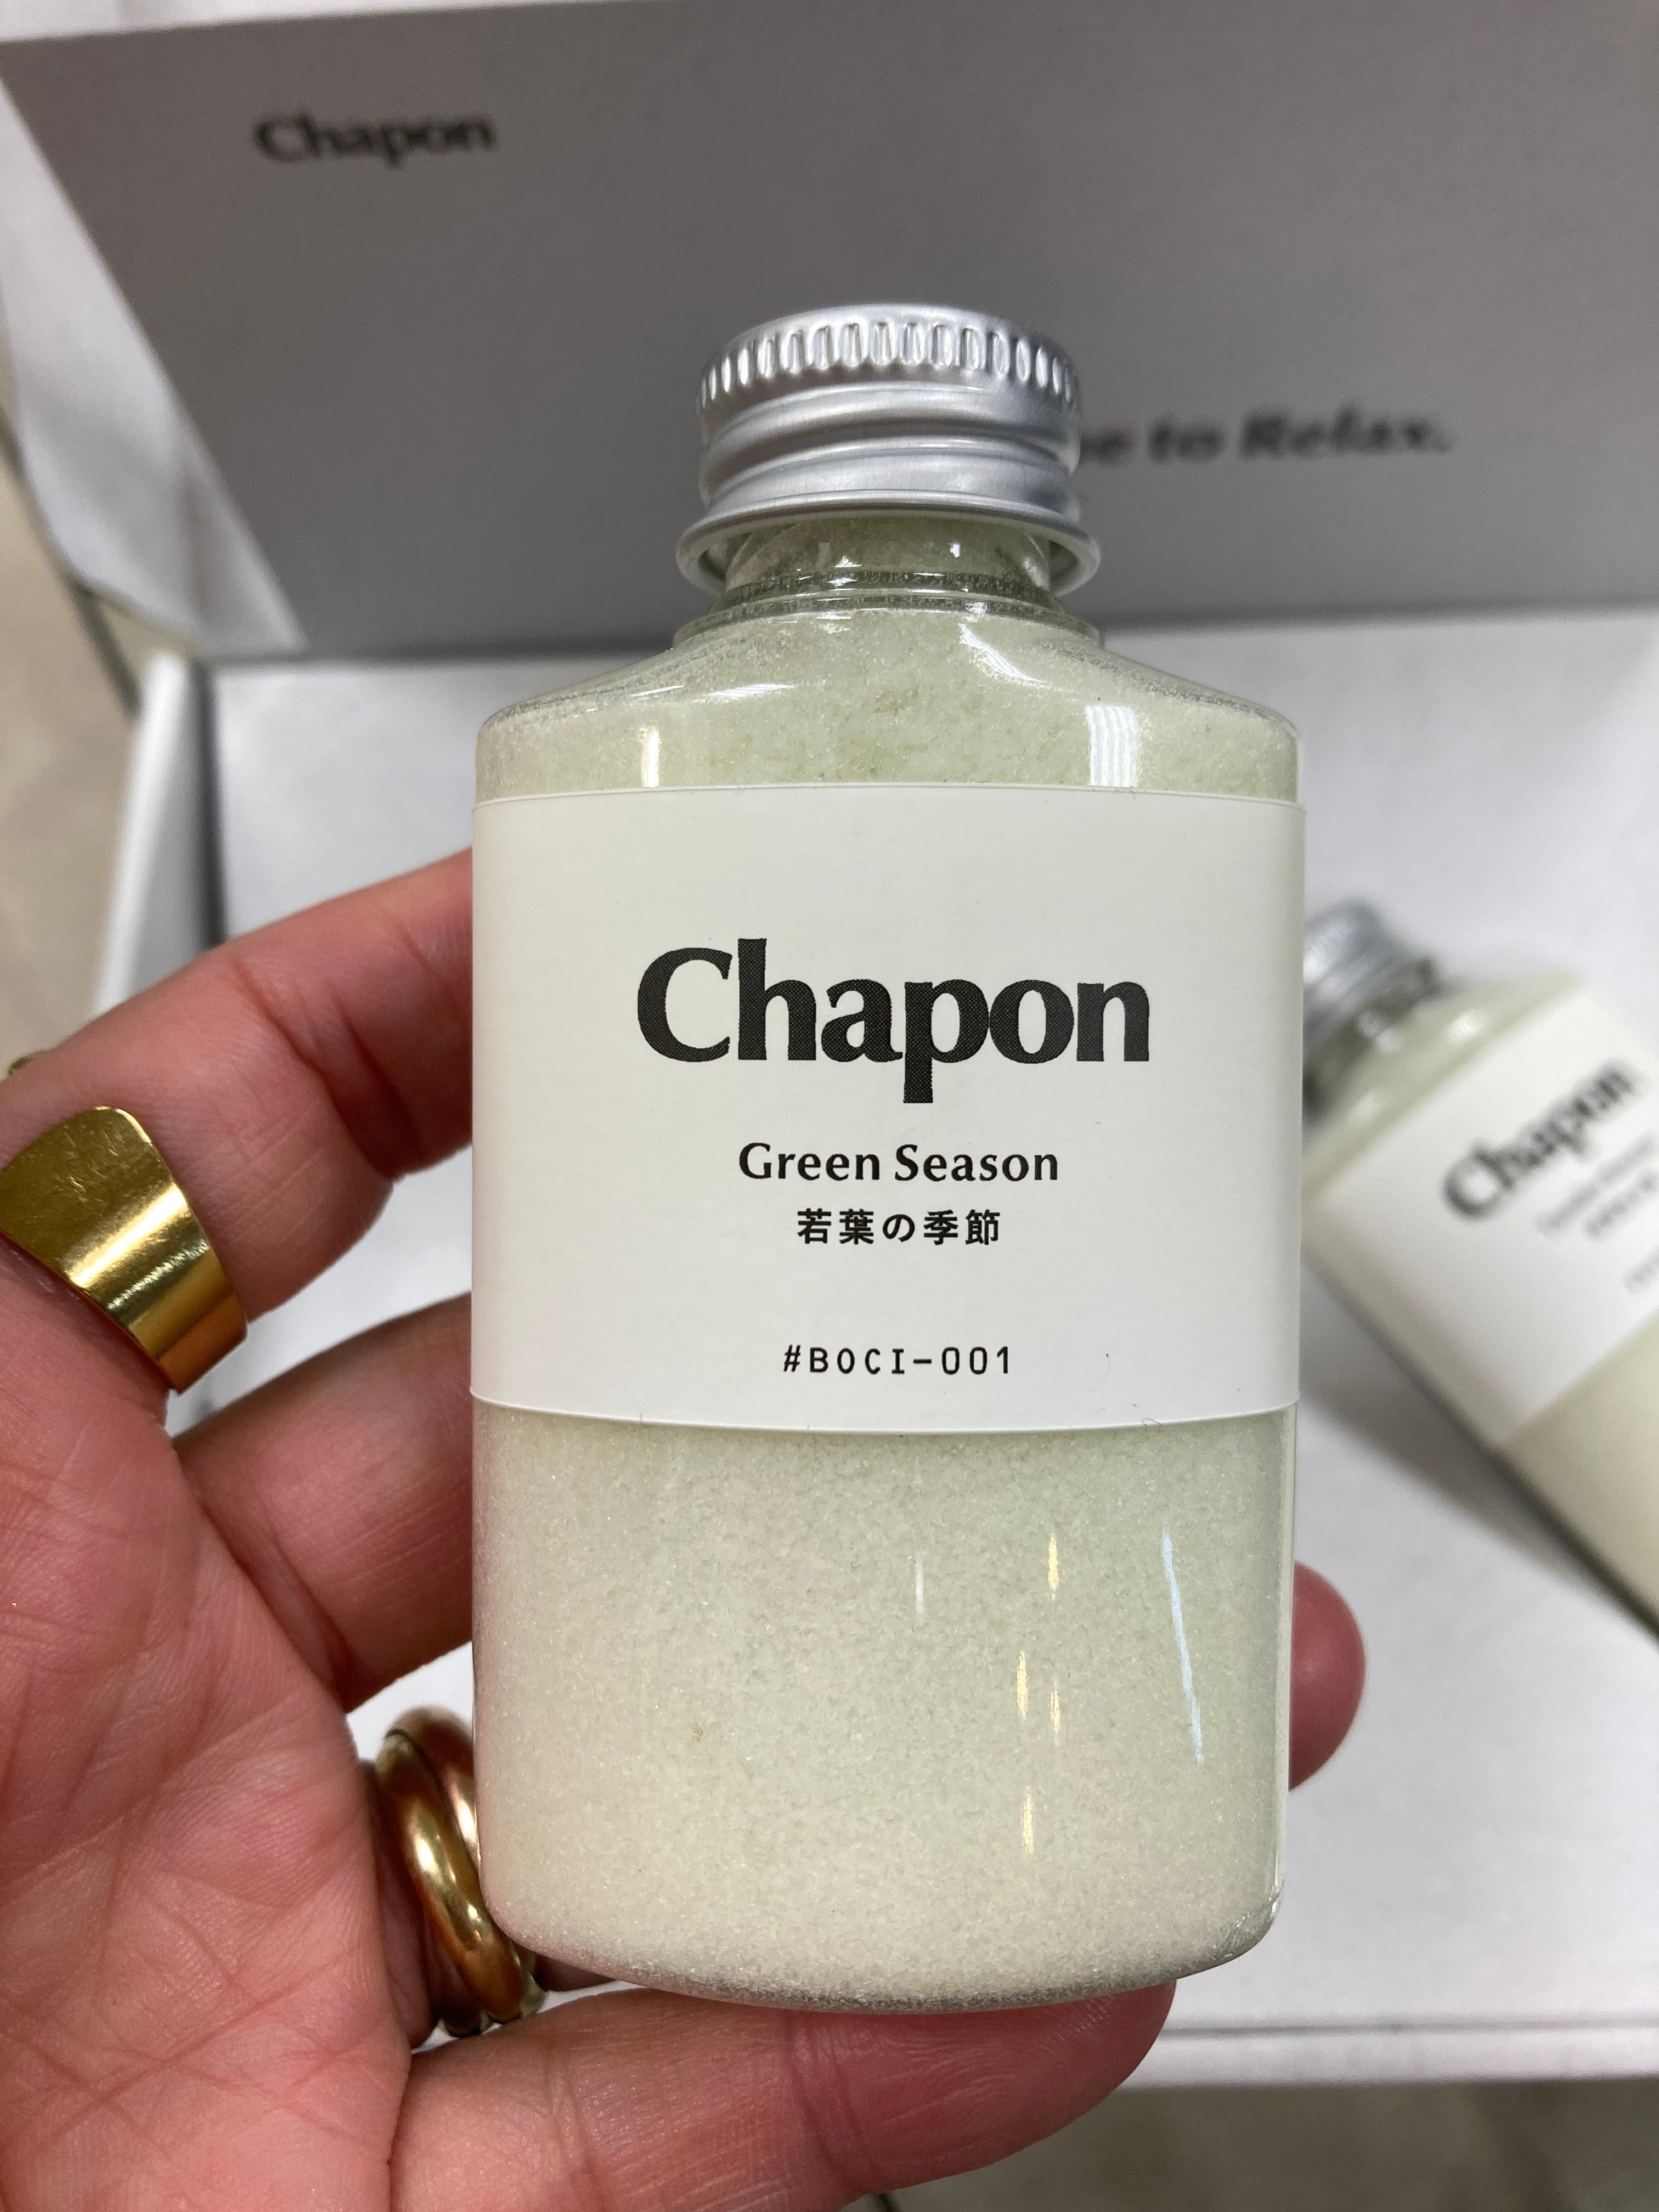 Chapon
to Relax.
Chapon
Green Season
若葉の季節
#BOCI-001
Chapon